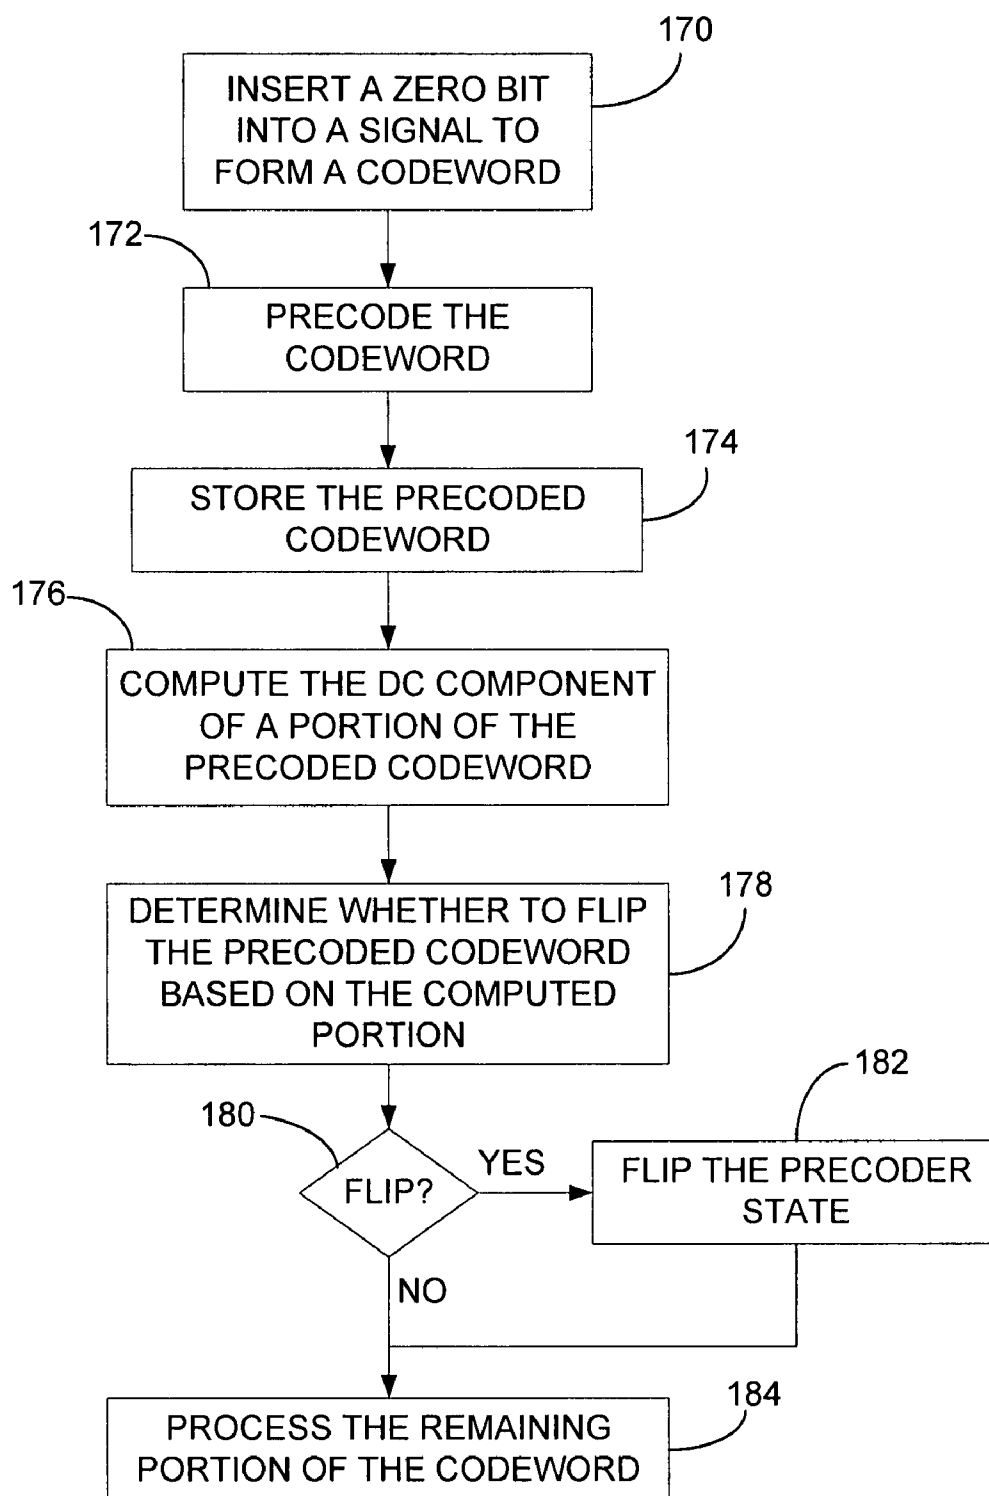 170
INSERT A ZERO BIT
INTO A SIGNAL TO
FORM A CODEWORD
172
PRECODE THE
CODEWORD
174
STORE THE PRECODED
CODEWORD
176
COMPUTE THE DC COMPONENT
OF A PORTION OF THE
PRECODED CODEWORD
178
DETERMINE WHETHER TO FLIP
THE PRECODED CODEWORD
BASED ON THE COMPUTED
PORTION
182
180
FLIP?
YES
FLIP THE PRECODER
STATE
NO
184
PROCESS THE REMAINING
PORTION OF THE CODEWORD